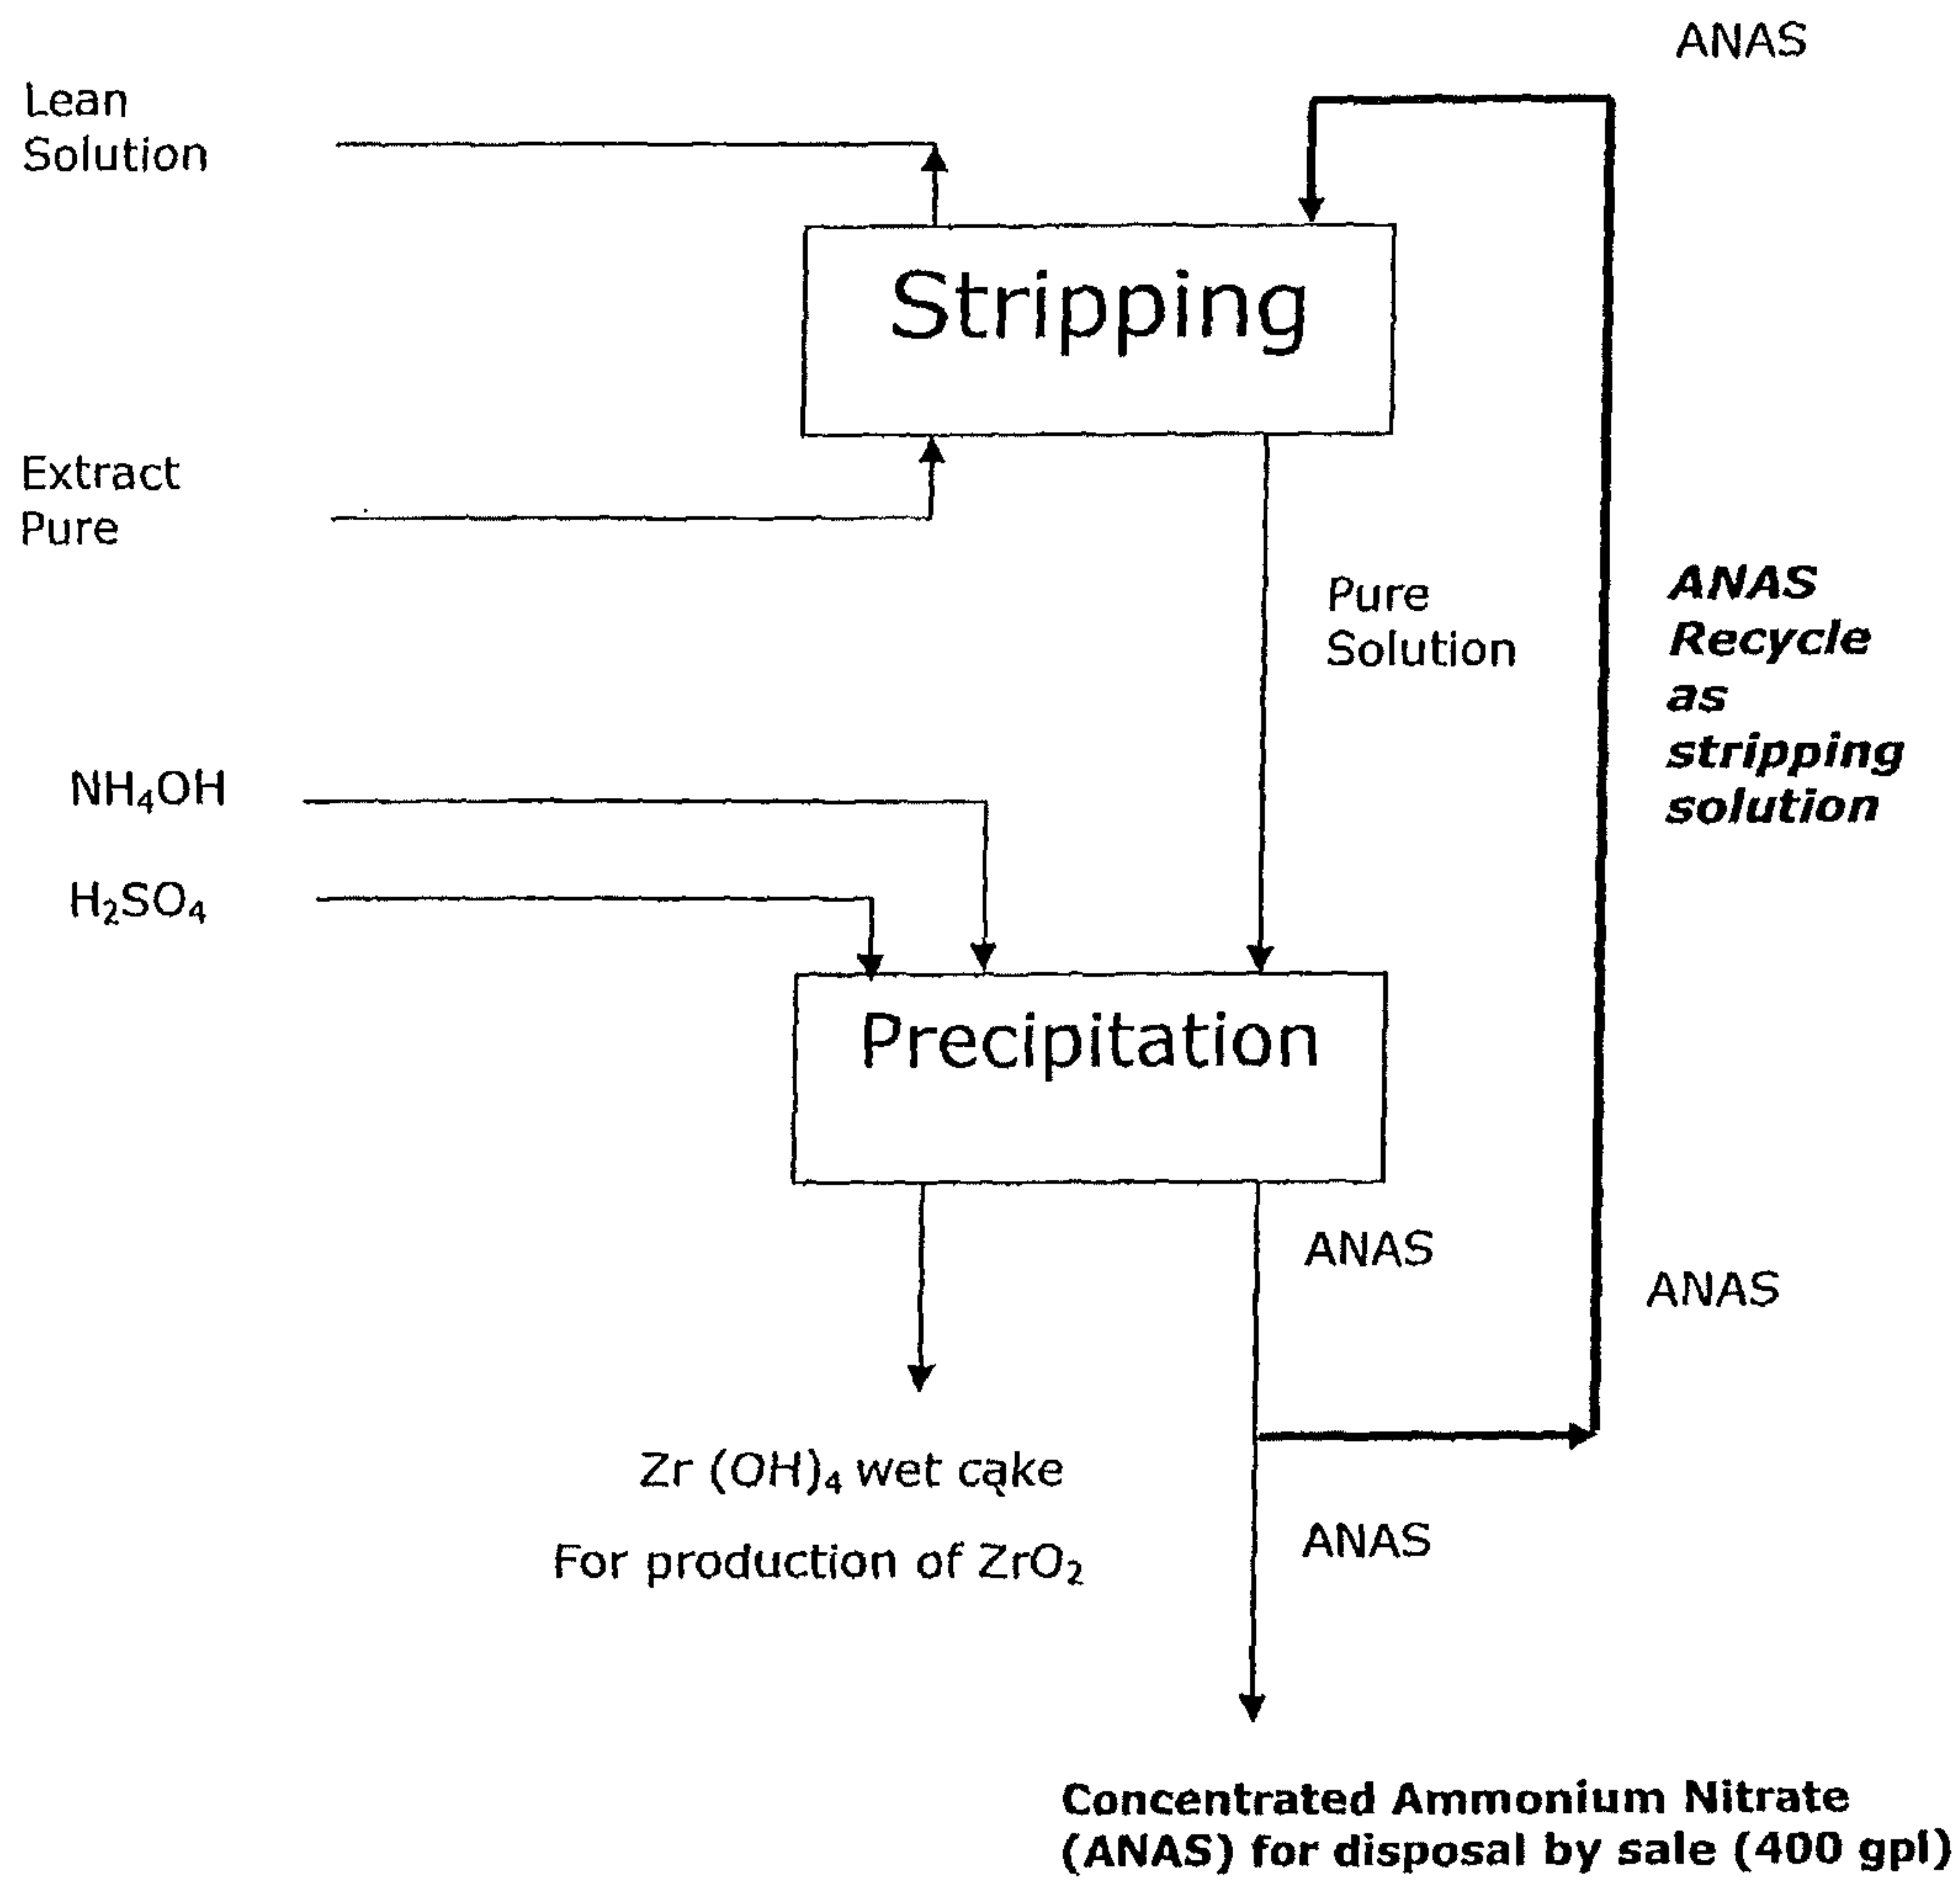 ANAS
Lean
Solution
Stripping
Extract
Pure
Pure
Solution
ANAS
Recycle
as
stripping
solution
NH₄OH
H₂SO₄
Precipitation
ANAS
ANAS
Zr (OH)₄ wet cake
For production of ZrO₂
ANAS
Concentrated Ammonium Nitrate
(ANAS) for disposal by sale (400 gpl)